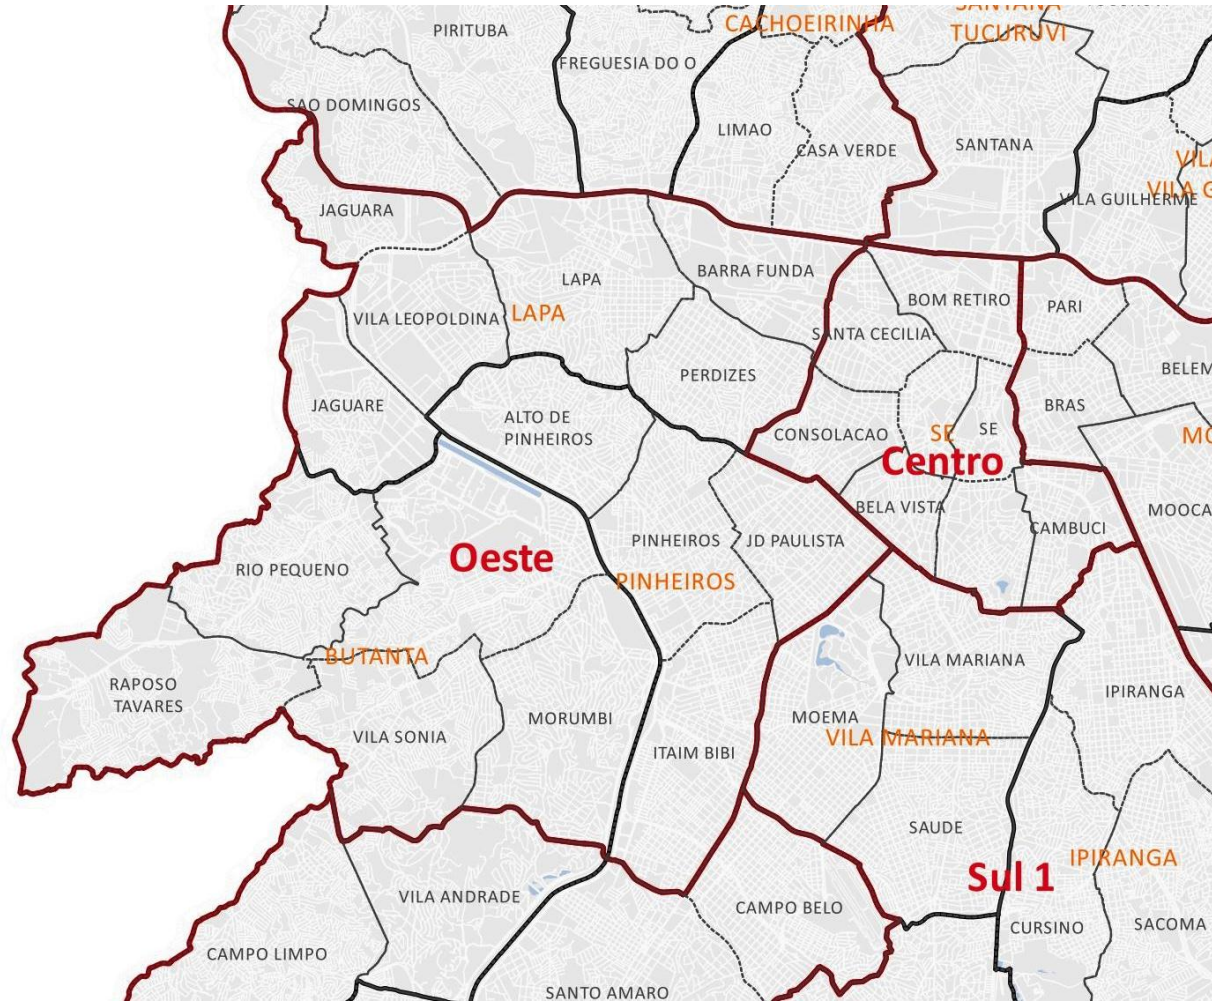 SANTANA
TUCURUVI
CACHOEIRINHA
PIRITUBA
FREGUESIA DO O
SAO DOMINGOS
LIMAO
CASA VERDE
SANTANA
VILA GUILHERME
JAGUARA
LAPA
BARRA FUNDA
BOM RETIRO
PARI
VILA LEOPOLDINA
LAPA
SANTA CECILIA
PERDIZES
BELEM
JAGUARE
ALTO DE
PINHEIROS
CONSOLACAO
SE
SE
BRAS
Centro
BELA VISTA
MOOCA
CAMBUCI
PINHEIROS
JD PAULISTA
Oeste
RIO PEQUENO
PINHEIROS
BUTANTA
VILA MARIANA
RAPOSO
TAVARES
IPIRANGA
MORUMBI
MOEMA
VILA SONIA
VILA MARIANA
ITAIM BIBI
SAUDE
IPIRANGA
Sul 1
VILA ANDRADE
CAMPO BELO
CURSINO
SACOMA
CAMPO LIMPO
SANTO AMARO